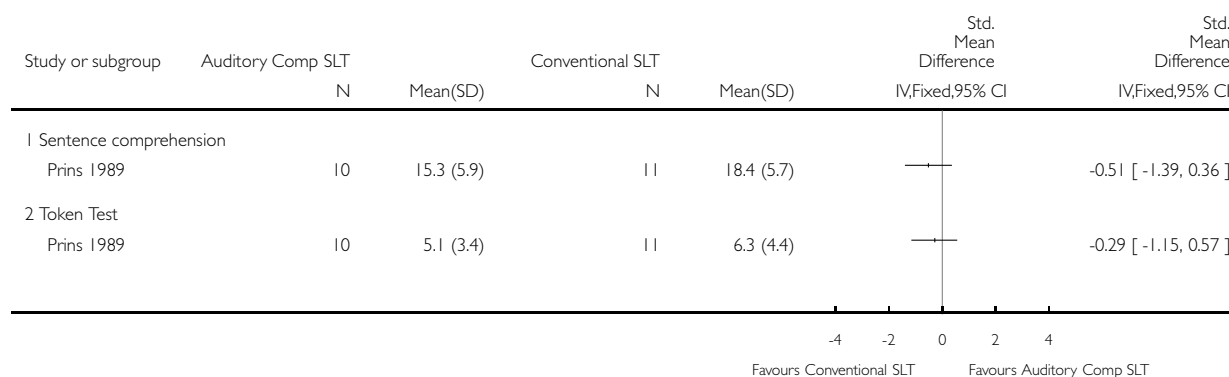 Std.
Mean
Difference
Std.
Mean
Difference
Study or subgroup Auditory Comp SLT Conventional SLT
N Mean(SD) N Mean(SD) IV,Fixed,95% CI IV,Fixed,95% CI
1 Sentence comprehension
Prins 1989 10 15.3 (5.9) 11 18.4 (5.7) -0.51 [ -1.39, 0.36 ]
2 Token Test
Prins 1989 10 5.1 (3.4) 11 6.3 (4.4) -0.29 [ -1.15, 0.57 ]
-4 -2 0 2 4
Favours Conventional SLT Favours Auditory Comp SLT